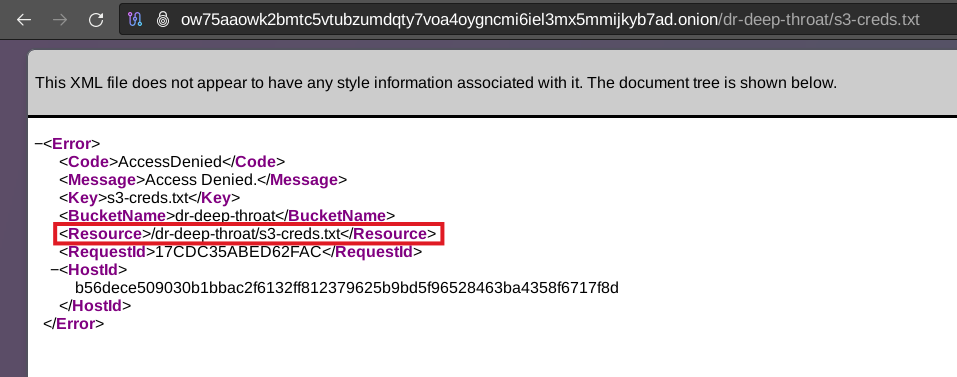 ow75aaowk2bmtc5vtubzumdqty7voa4oygncmi6iel3mx5mmijkyb7ad.onion/dr-deep-throat/s3-creds.txt
This XML file does not appear to have any style information associated with it. The document tree is shown below.
−<Error>
<Code>AccessDenied</Code>
<Message>Access Denied.</Message>
<Key>s3-creds.txt</Key>
<BucketName>dr-deep-throat</BucketName>
<Resource>/dr-deep-throat/s3-creds.txt</Resource>
<RequestId>17CDC35ABED62FAC</RequestId>
−<HostId>
b56dece509030b1bbac2f6132ff812379625b9bd5f96528463ba4358f6717f8d
</HostId>
</Error>